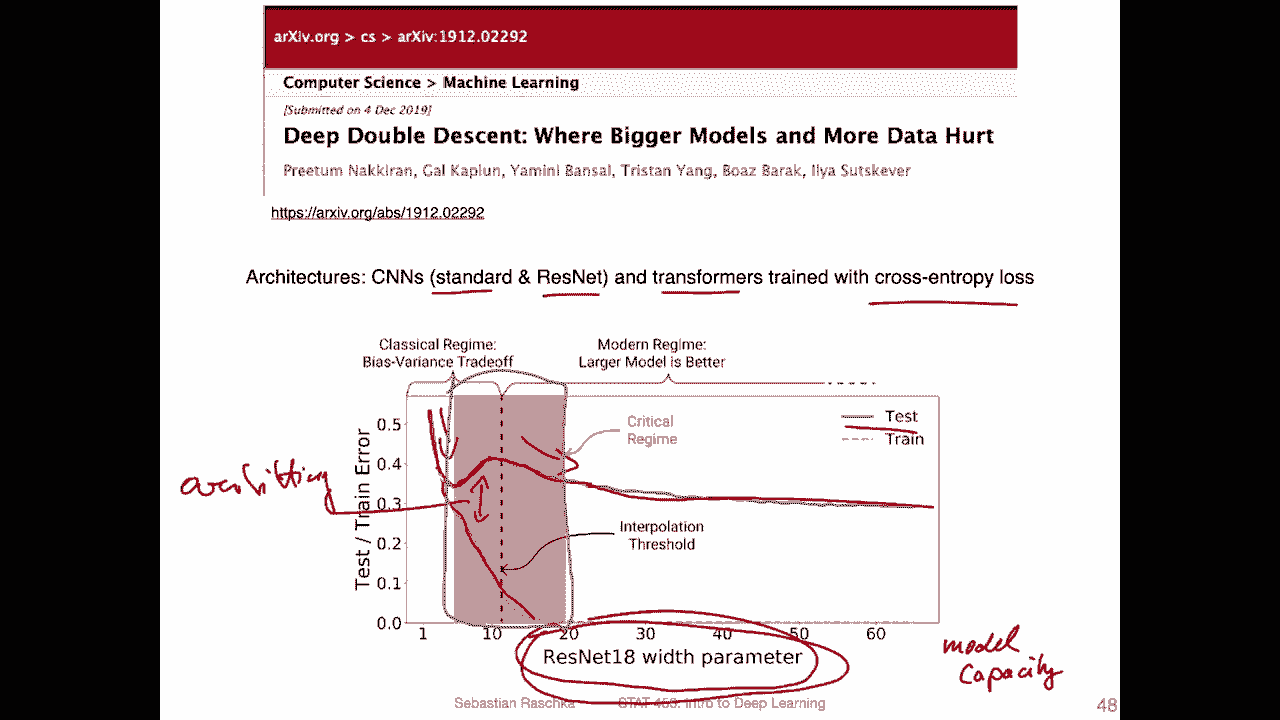 arXiv.org > cs > arXiv:1912.02292
Computer Science > Machine Learning
[Submitted on 4 Dec 2019]
Deep Double Descent: Where Bigger Models and More Data Hurt
Preetum Nakkiran, Gal Kaplun, Yamini Bansal, Tristan Yang, Boaz Barak, Ilya Sutskever
https://arxiv.org/abs/1912.02292
Architectures: CNNs (standard & ResNet) and transformers trained with cross-entropy loss
Classical Regime:
Bias-Variance Tradeoff
Modern Regime:
Larger Model is Better
Critical
Regime
Test
Train
Interpolation
Threshold
overfitting
Test / Train Error
0.5
0.4
0.3
0.2
0.1
0.0
1 10 20 30 40 50 60
ResNet18 width parameter
model
capacity
Sebastian Raschka STAT 453: Intro to Deep Learning 48